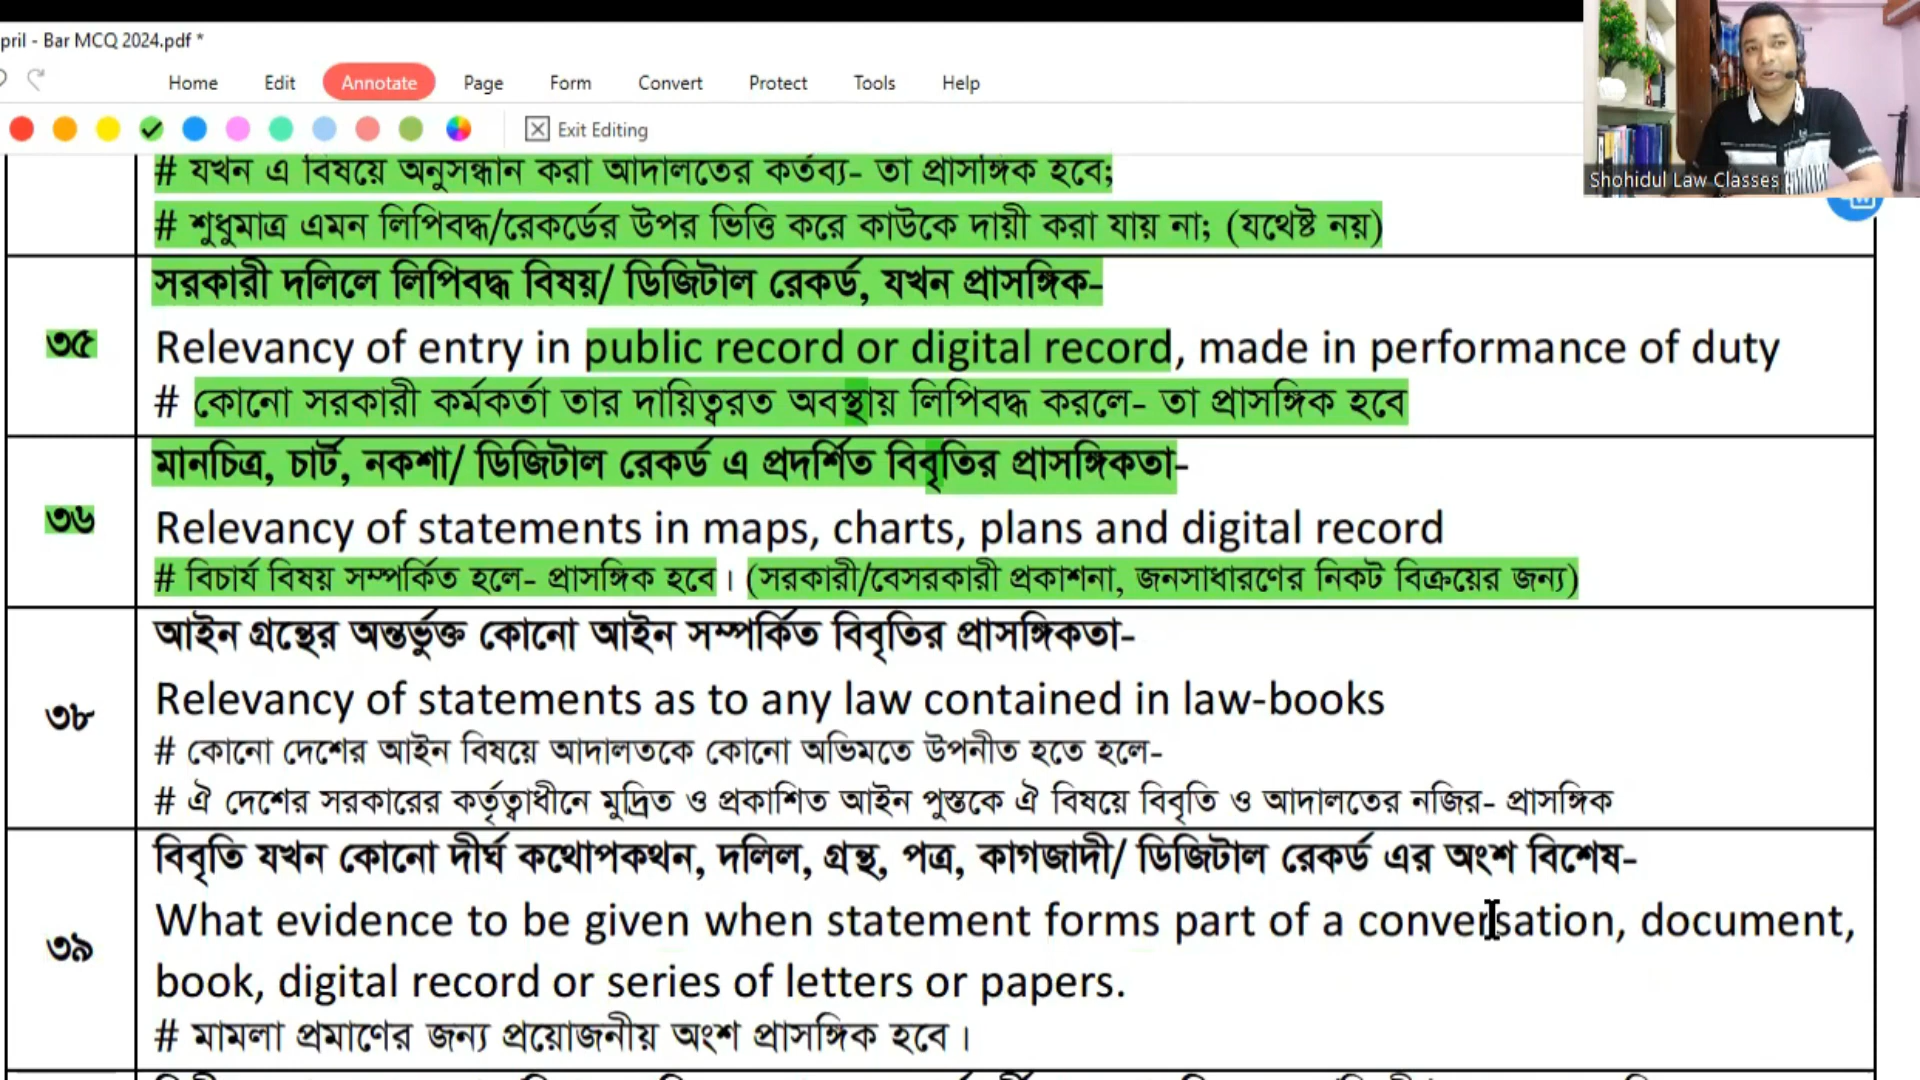 pril - Bar MCQ 2024.pdf *
Home Edit Annotate Page Form Convert Protect Tools Help
Exit Editing
Shohidul Law Classes
# যখন এ বিষয়ে অনুসন্ধান করা আদালতের কর্তব্য- তা প্রাসঙ্গিক হবে;
# শুধুমাত্র এমন লিপিবদ্ধ/রেকর্ডের উপর ভিত্তি করে কাউকে দায়ী করা যায় না; (যথেষ্ট নয়)
৩৫
সরকারী দলিলে লিপিবদ্ধ বিষয়/ ডিজিটাল রেকর্ড, যখন প্রাসঙ্গিক-
Relevancy of entry in public record or digital record, made in performance of duty
# কোনো সরকারী কর্মকর্তা তার দায়িত্বরত অবস্থায় লিপিবদ্ধ করলে- তা প্রাসঙ্গিক হবে
৩৬
মানচিত্র, চার্ট, নকশা/ ডিজিটাল রেকর্ড এ প্রদর্শিত বিবৃতির প্রাসঙ্গিকতা-
Relevancy of statements in maps, charts, plans and digital record
# বিচার্য বিষয় সম্পর্কিত হলে- প্রাসঙ্গিক হবে। (সরকারী/বেসরকারী প্রকাশনা, জনসাধারণের নিকট বিক্রয়ের জন্য)
৩৮
আইন গ্রন্থের অন্তর্ভুক্ত কোনো আইন সম্পর্কিত বিবৃতির প্রাসঙ্গিকতা-
Relevancy of statements as to any law contained in law-books
# কোনো দেশের আইন বিষয়ে আদালতকে কোনো অভিমতে উপনীত হতে হলে-
# ঐ দেশের সরকারের কর্তৃত্বাধীনে মুদ্রিত ও প্রকাশিত আইন পুস্তকে ঐ বিষয়ে বিবৃতি ও আদালতের নজির- প্রাসঙ্গিক
৩৯
বিবৃতি যখন কোনো দীর্ঘ কথোপকথন, দলিল, গ্রন্থ, পত্র, কাগজাদী/ ডিজিটাল রেকর্ড এর অংশ বিশেষ-
What evidence to be given when statement forms part of a conversation, document,
book, digital record or series of letters or papers.
# মামলা প্রমাণের জন্য প্রয়োজনীয় অংশ প্রাসঙ্গিক হবে।